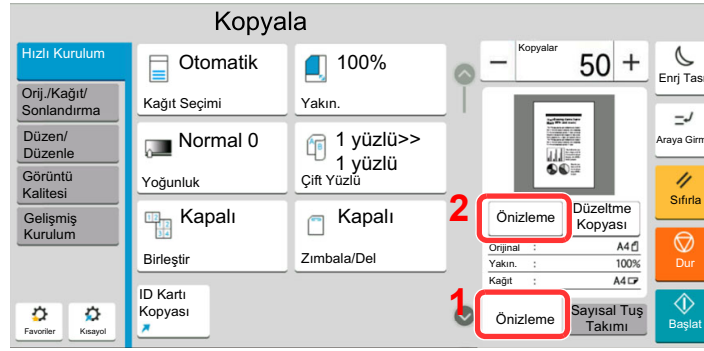 Kopyala
Hızlı Kurulum
Orij./Kağıt/
Sonlandırma
Düzen/
Düzenle
Görüntü
Kalitesi
Gelişmiş
Kurulum
Favoriler
Kısayol
Otomatik
Kağıt Seçimi
100%
Yakın.
Normal 0
Yoğunluk
1 yüzlü>>
1 yüzlü
Çift Yüzlü
Kapalı
Birleştir
Kapalı
Zımbala/Del
ID Kartı
Kopyası
Kopyalar
− 50 +
2
Önizleme
Düzeltme
Kopyası
Orijinal : A4
Yakın. : 100%
Kağıt : A4
1
Önizleme
Sayısal Tuş
Takımı
Enrj Tas
Araya Girm
Sıfırla
Dur
Başlat